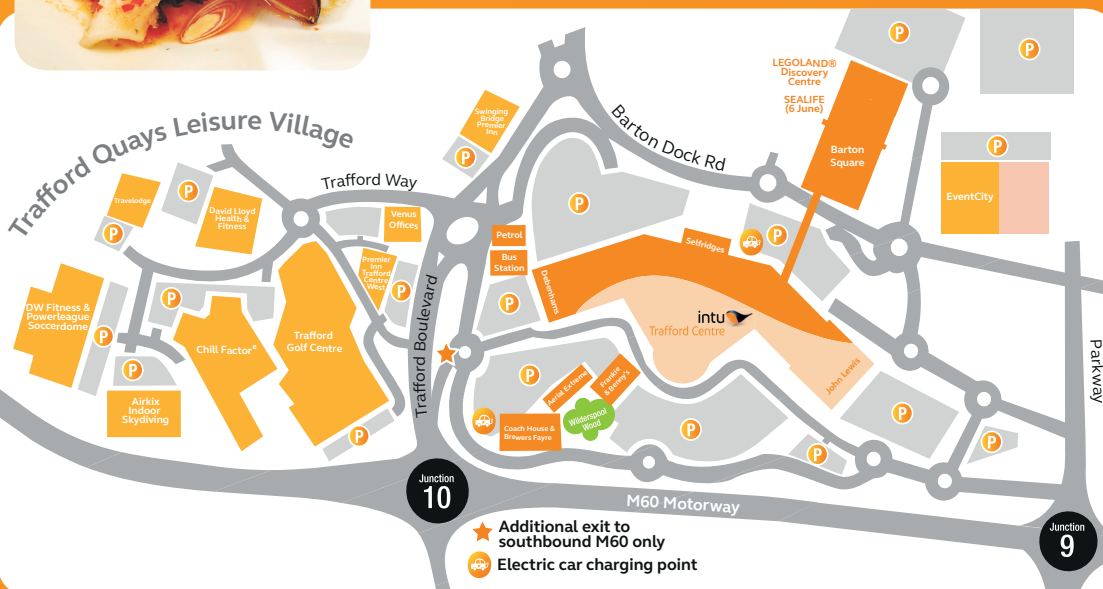 LEGOLAND®
Discovery
Centre
SEALIFE
(6 June)
P
P
Barton
Square
P
EventCity
Barton Dock Rd
Swinging
Bridge
Premier
Inn
P
Trafford Quays Leisure Village
Trafford Way
Travelodge
P
P
David Lloyd
Health &
Fitness
Venus
Offices
Premier
Inn
Trafford
Centre
West
P
Petrol
Bus
Station
P
P
Debenhams
Selfridges
P
intu
Trafford Centre
John Lewis
DW Fitness &
Powerleague
Soccerdome
P
P
P
Chill Factorᵉ
Trafford
Golf Centre
Airkix
Indoor
Skydiving
P
Trafford Boulevard
P
Aerial Extreme
Frankie
& Benny's
Coach House &
Brewers Fayre
Wilderspool
Wood
P
P
P
P
Parkway
Junction
10
M60 Motorway
Junction
9
Additional exit to
southbound M60 only
Electric car charging point